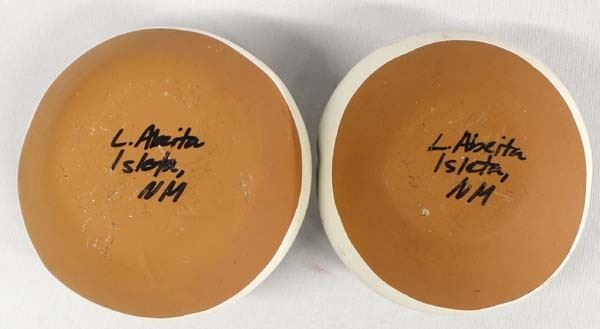 L. Abeita
Isleta,
NM
L. Abeita
Isleta,
NM